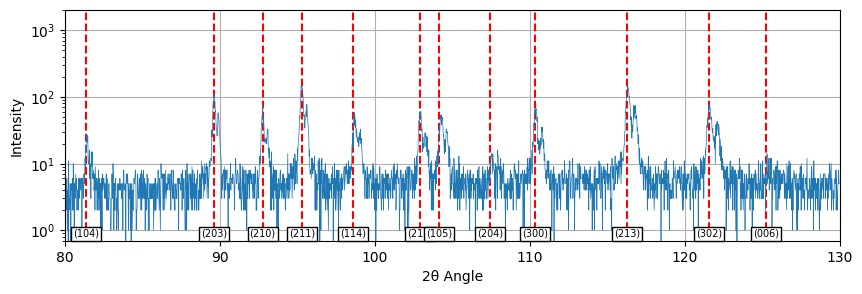 10³
10²
10¹
10⁰
Intensity
(104) (203) (210) (211) (114) (105) (204) (300) (213) (302) (006)
80 90 100 110 120 130
2θ Angle